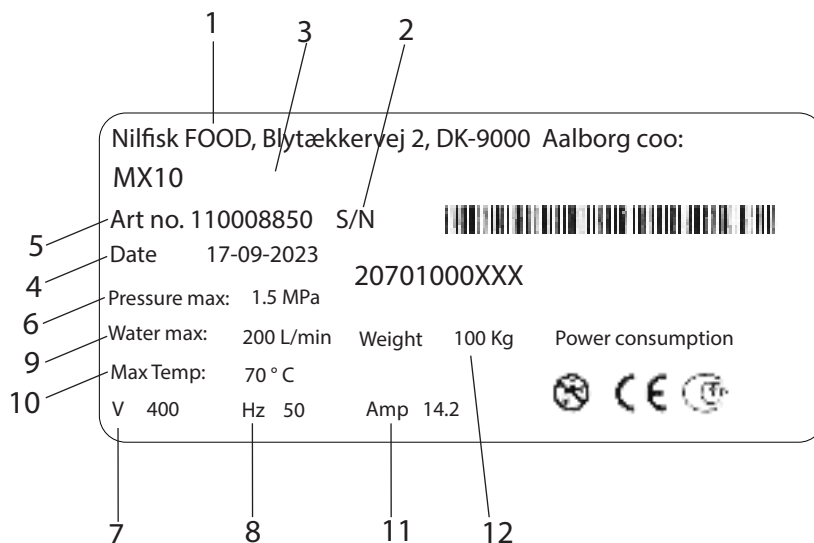 1
3
2
Nilfisk FOOD, Blytækkervej 2, DK-9000 Aalborg coo:
MX10
5 Art no. 110008850 S/N
4 Date 17-09-2023
20701000XXX
6 Pressure max: 1.5 MPa
9 Water max: 200 L/min Weight 100 Kg Power consumption
10 Max Temp: 70 ° C
V 400 Hz 50 Amp 14.2
CE
7 8 11 12